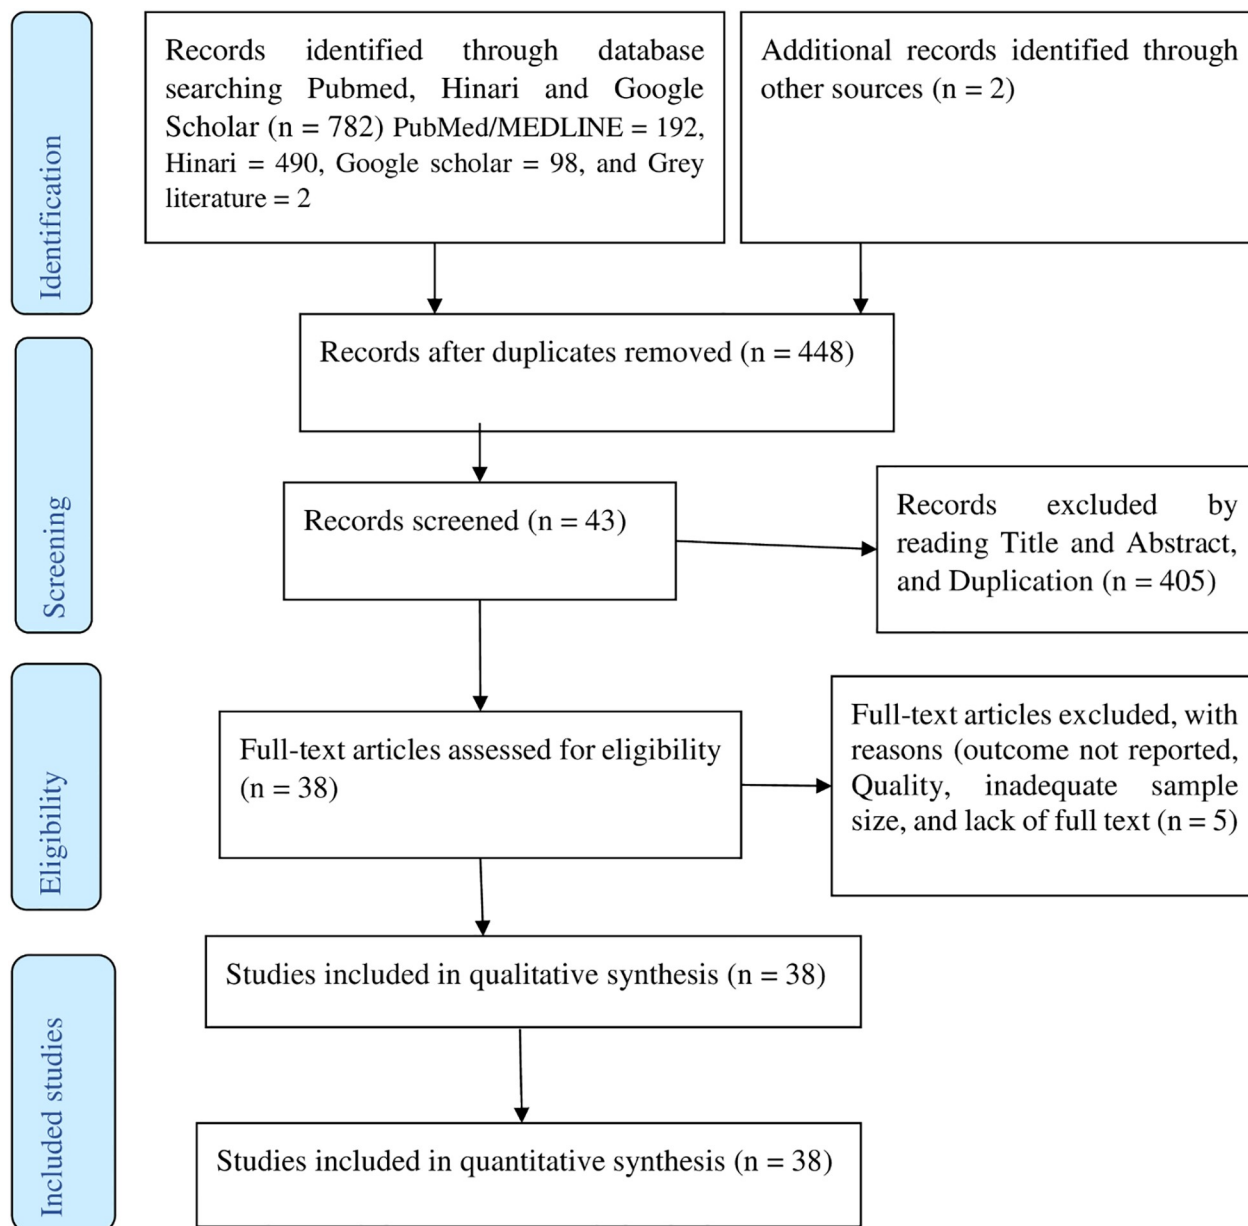 Identification
Records identified through database
searching Pubmed, Hinari and Google
Scholar (n = 782) PubMed/MEDLINE = 192,
Hinari = 490, Google scholar = 98, and Grey
literature = 2
Additional records identified through
other sources (n = 2)
Records after duplicates removed (n = 448)
Screening
Records screened (n = 43)
Records excluded by
reading Title and Abstract,
and Duplication (n = 405)
Eligibility
Full-text articles assessed for eligibility
(n = 38)
Full-text articles excluded, with
reasons (outcome not reported,
Quality, inadequate sample
size, and lack of full text (n = 5)
Included studies
Studies included in qualitative synthesis (n = 38)
Studies included in quantitative synthesis (n = 38)